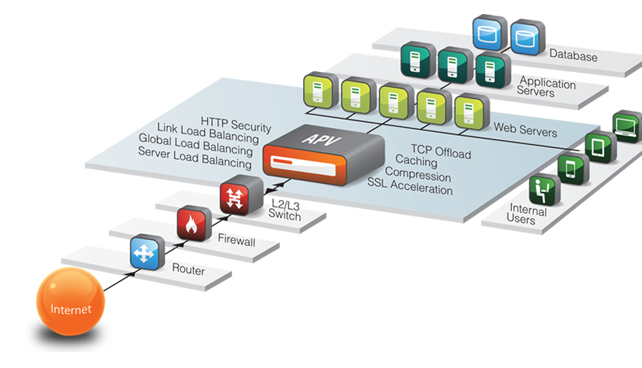 Database
Application
Servers
Web Servers
HTTP Security
Link Load Balancing
Global Load Balancing
Server Load Balancing
APV
TCP Offload
Caching
Compression
SSL Acceleration
Internal
Users
L2/L3
Switch
Firewall
Router
Internet